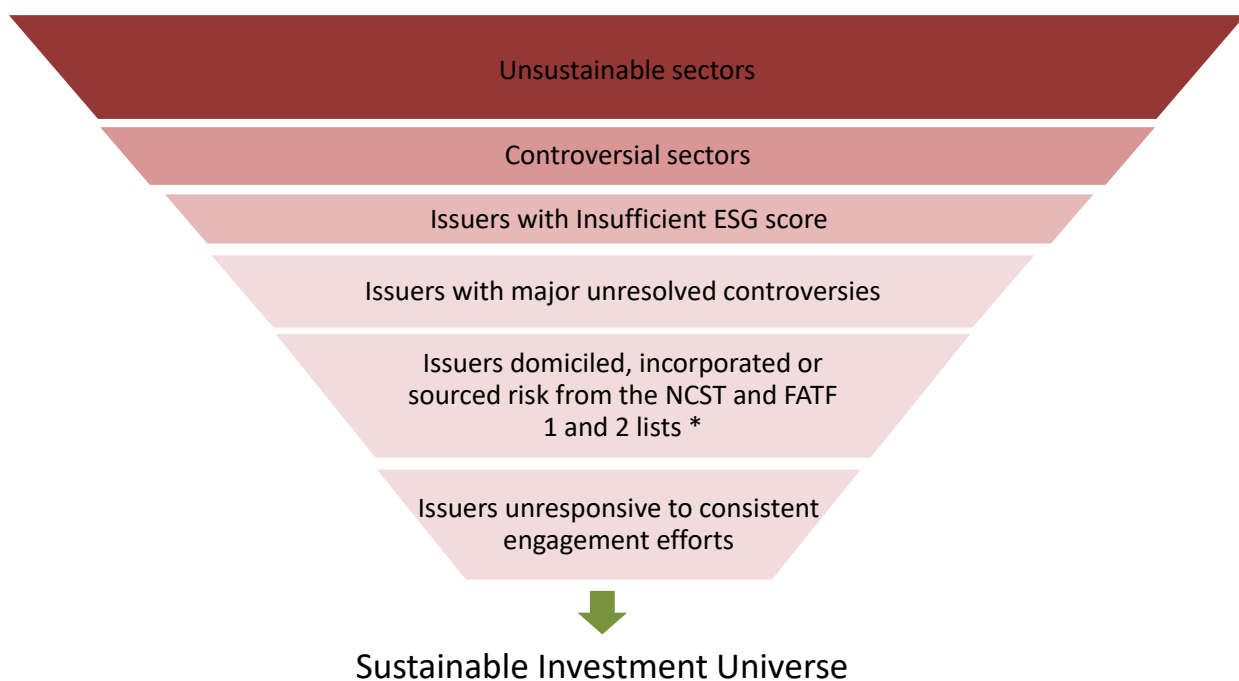 Unsustainable sectors
Controversial sectors
Issuers with Insufficient ESG score
Issuers with major unresolved controversies
Issuers domiciled, incorporated or
sourced risk from the NCST and FATF
1 and 2 lists *
Issuers unresponsive to consistent
engagement efforts
Sustainable Investment Universe